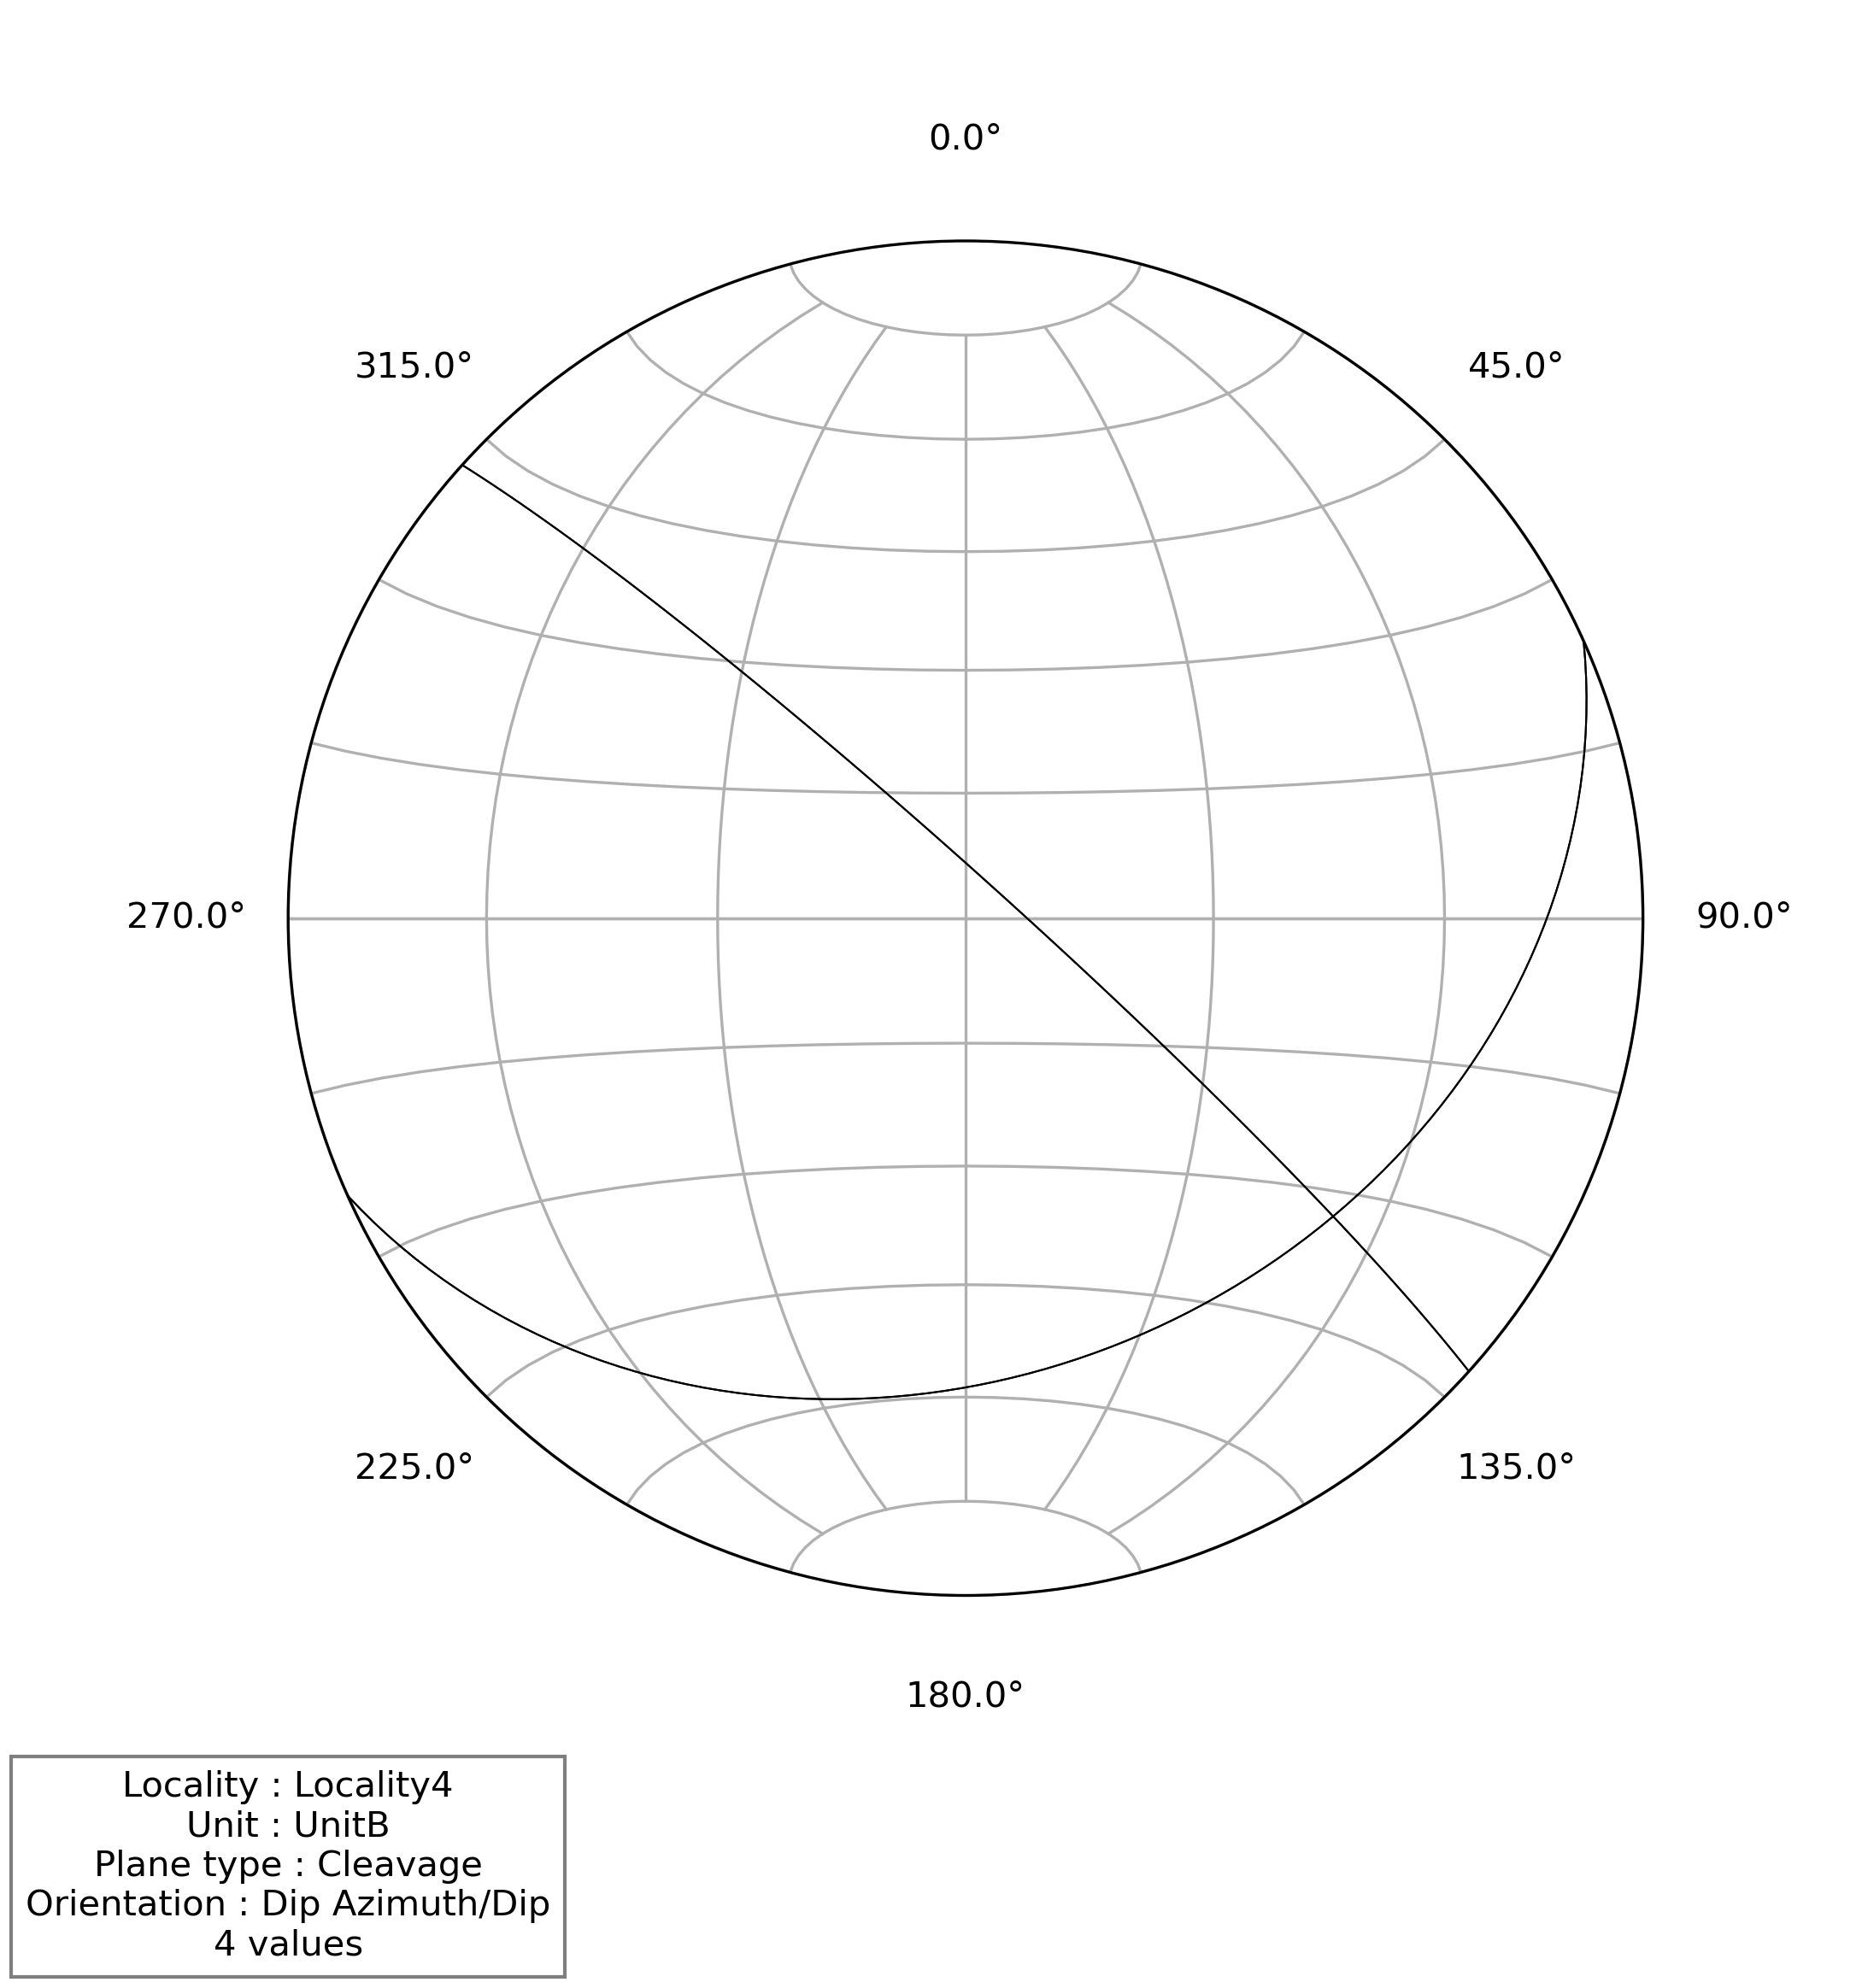 0.0°
315.0°
45.0°
270.0°
90.0°
225.0°
135.0°
180.0°
Locality : Locality4
Unit : UnitB
Plane type : Cleavage
Orientation : Dip Azimuth/Dip
4 values